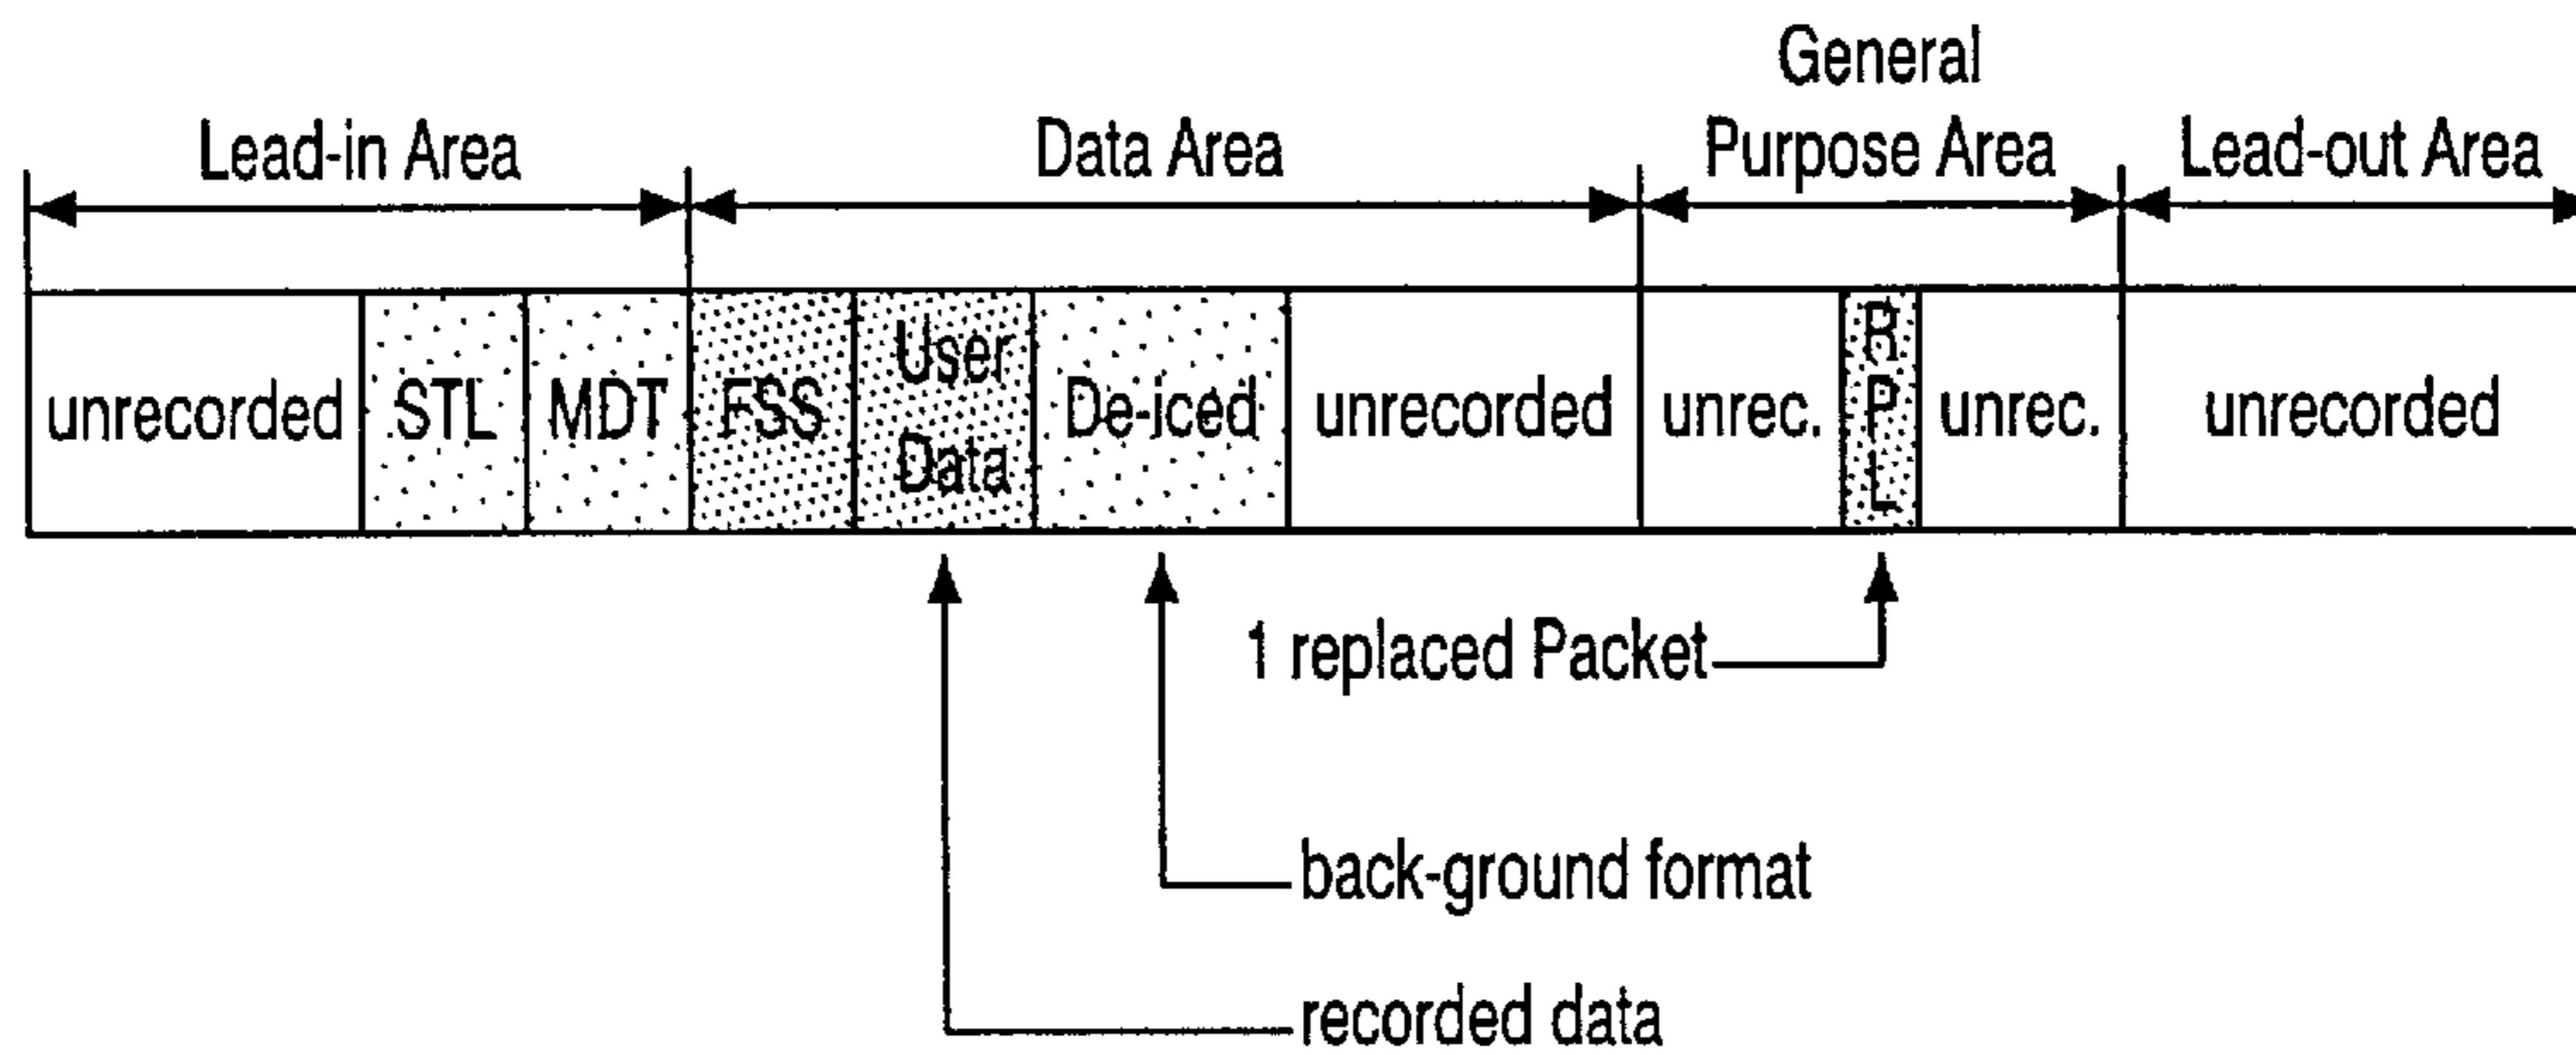 General
Lead-in Area Data Area Purpose Area Lead-out Area
unrecorded STL MDT FSS User Data De-iced unrecorded unrec. RPL unrec. unrecorded
1 replaced Packet
back-ground format
recorded data